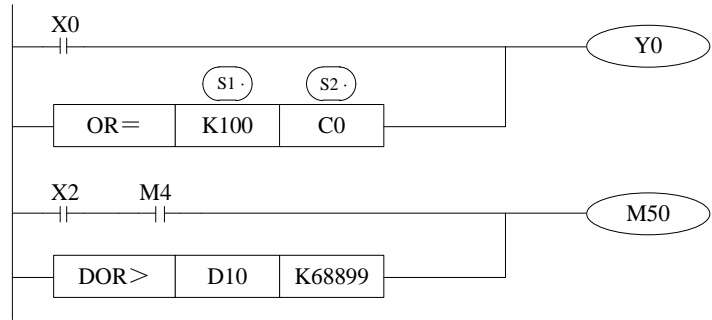 X0
Y0
S1· S2·
OR＝ K100 C0
X2 M4
M50
DOR＞ D10 K68899